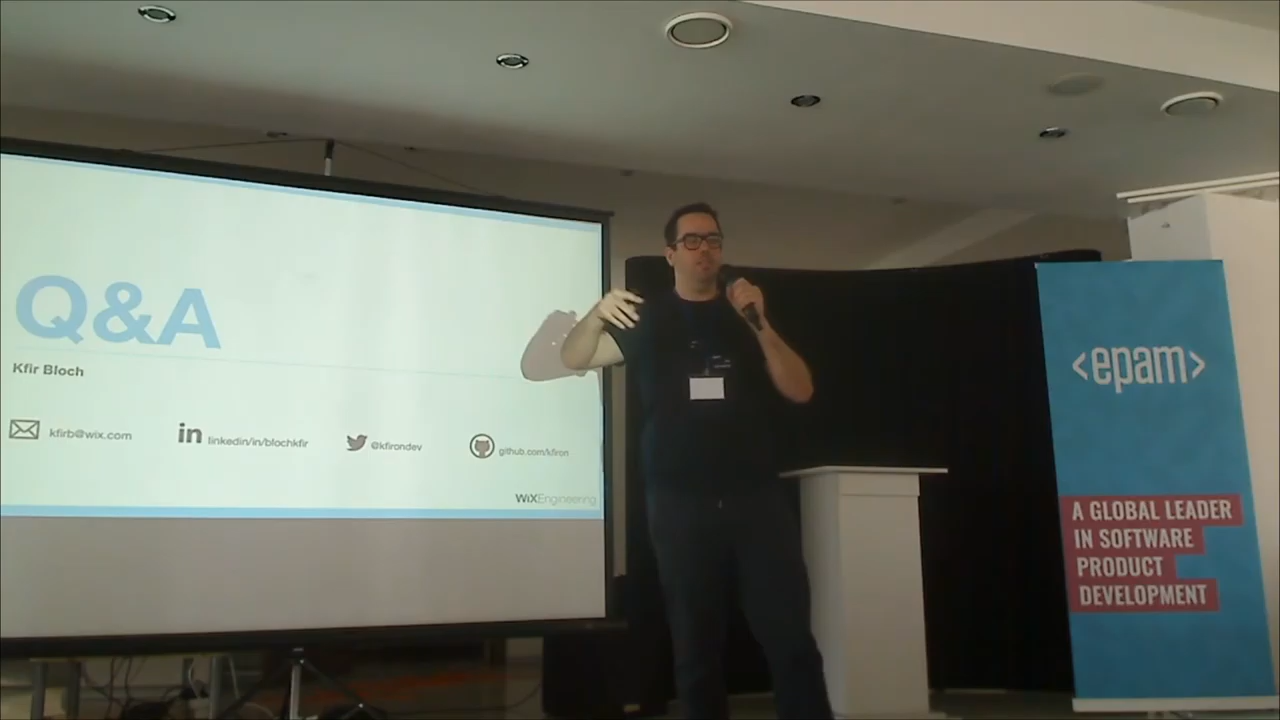 Q&A
Kfir Bloch
kfirb@wix.com
linkedin/in/blochkfir
@kfirondev
github.com/kfiron
WiXEngineering
<epam>
A GLOBAL LEADER
IN SOFTWARE
PRODUCT
DEVELOPMENT